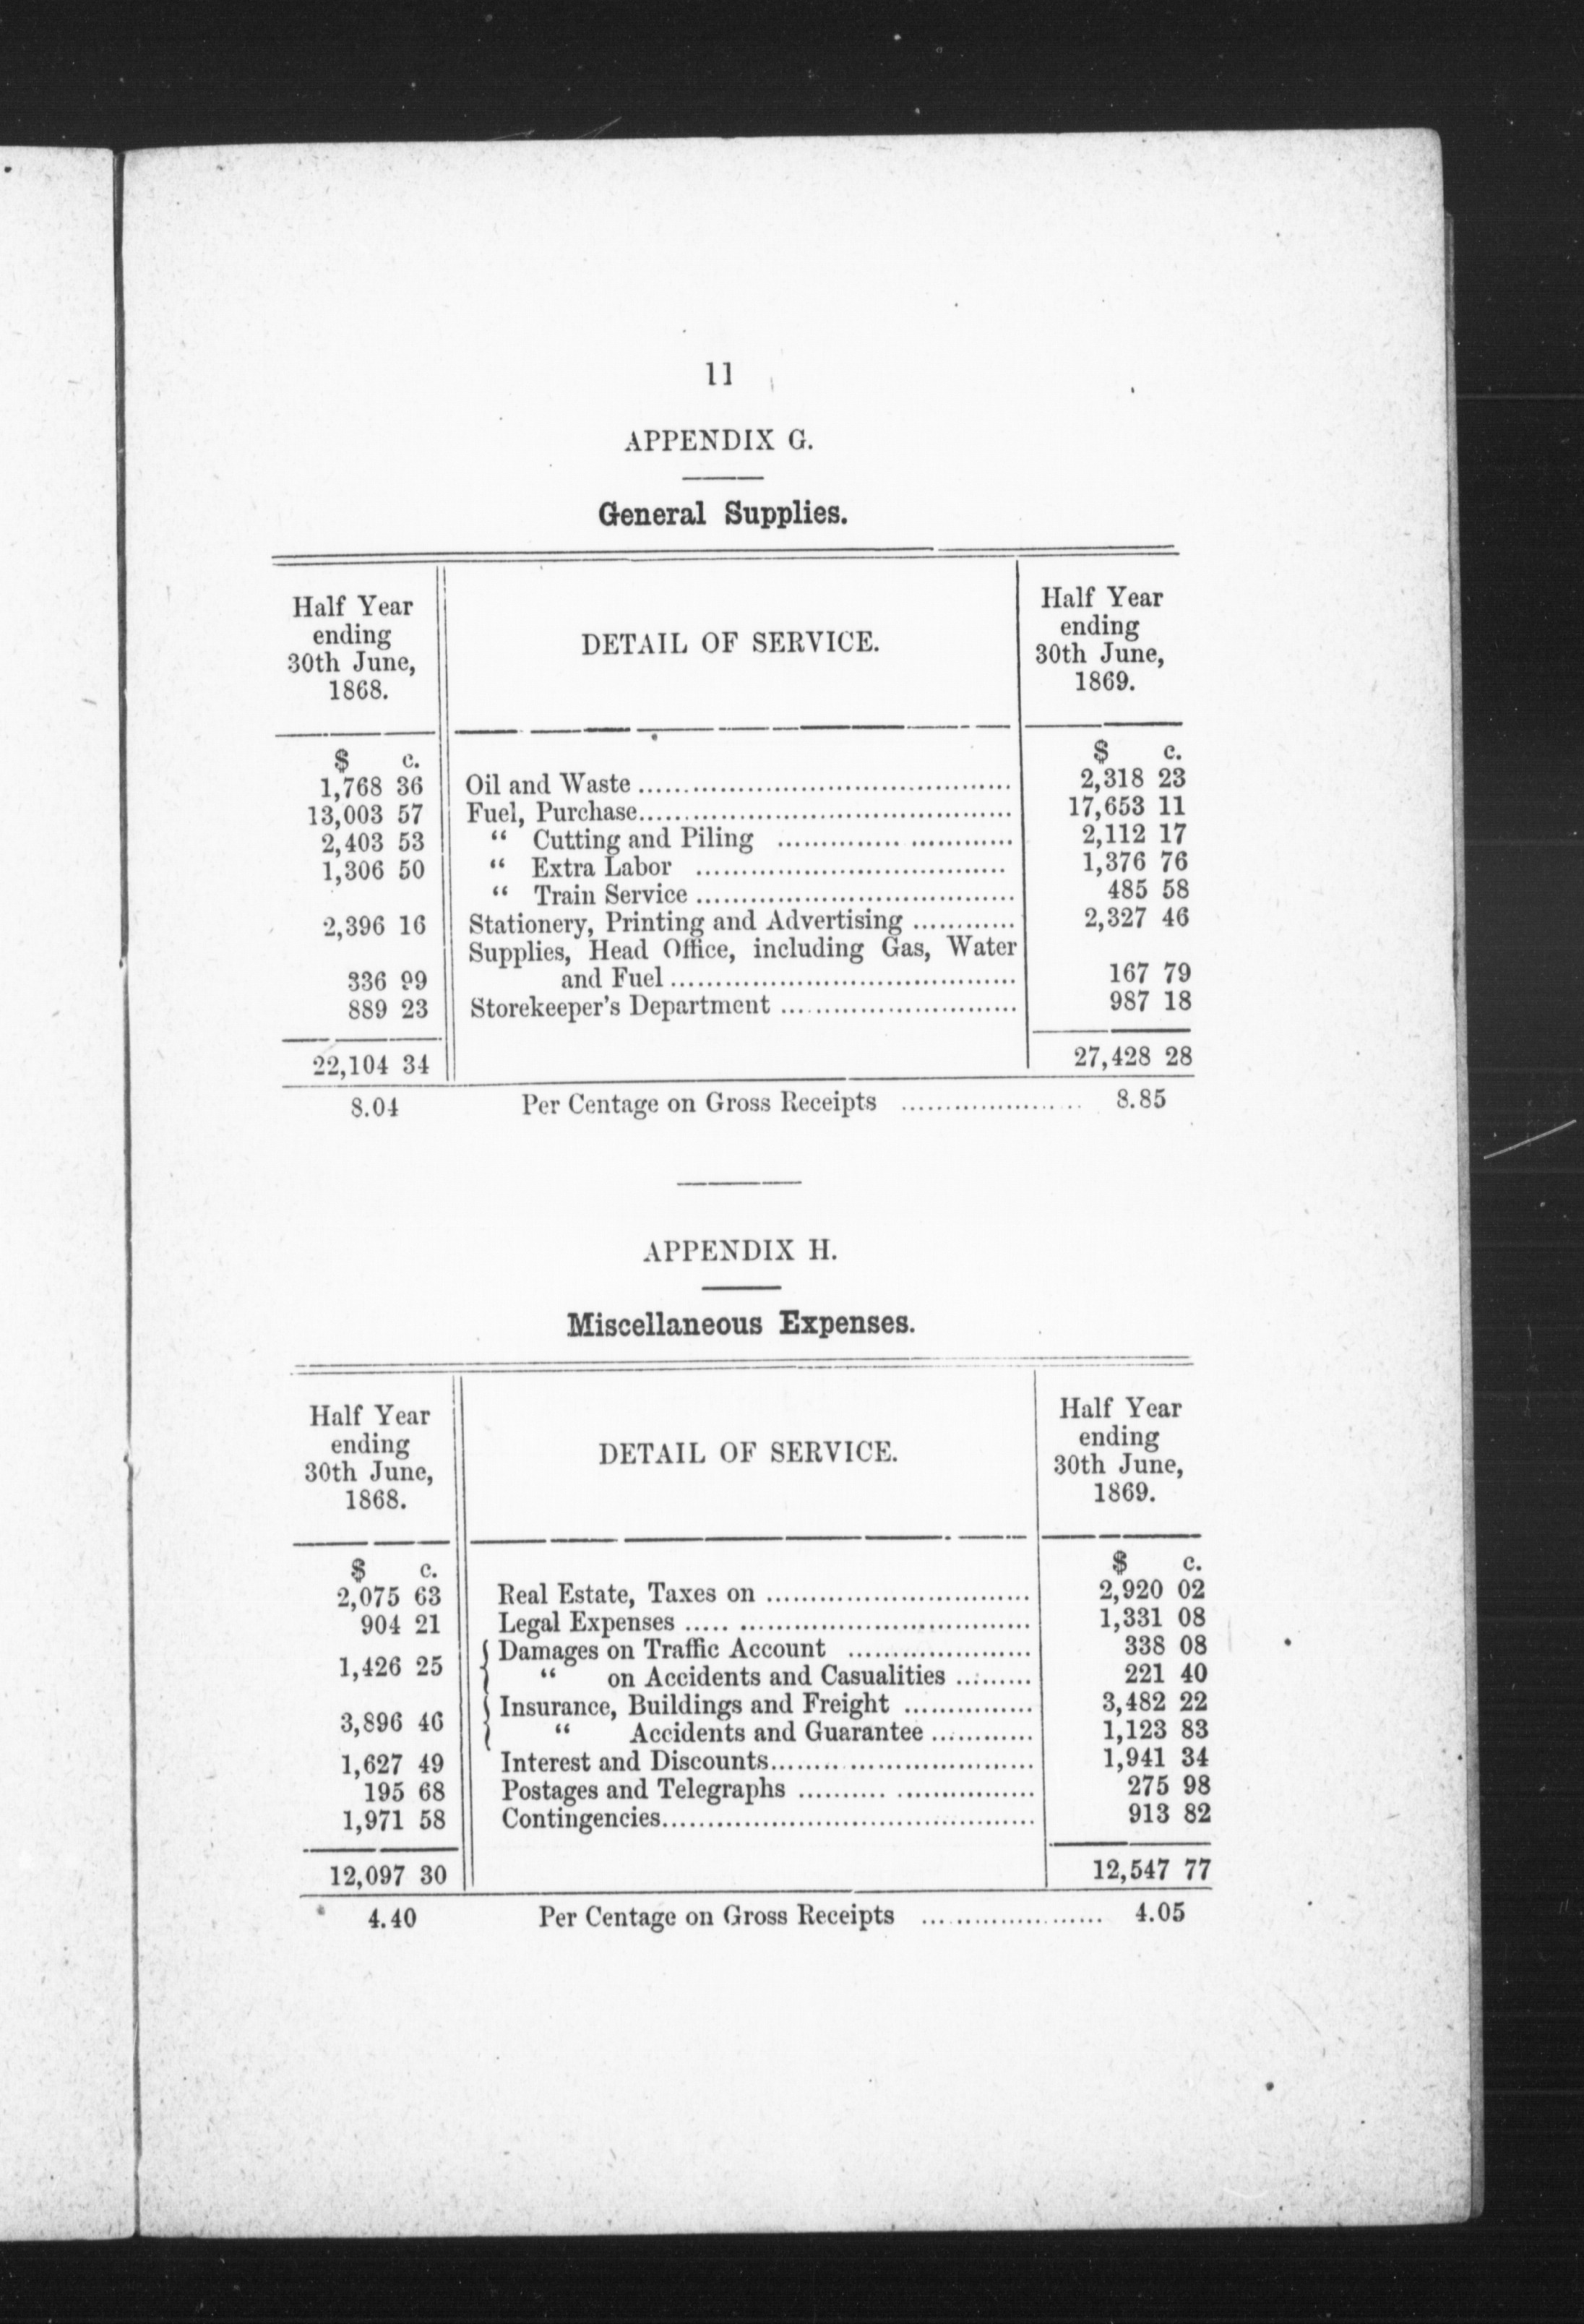 11
APPENDIX G.
General Supplies.
Half Year ending 30th June, 1868. DETAIL OF SERVICE. Half Year ending 30th June, 1869.
$ c. $ c.
1,768 36 Oil and Waste 2,318 23
13,003 57 Fuel, Purchase 17,653 11
2,403 53 “ Cutting and Piling 2,112 17
1,306 50 “ Extra Labor 1,376 76
“ Train Service 485 58
2,396 16 Stationery, Printing and Advertising 2,327 46
Supplies, Head Office, including Gas, Water
336 99 and Fuel 167 79
889 23 Storekeeper’s Department 987 18
22,104 34 27,428 28
8.04 Per Centage on Gross Receipts 8.85
APPENDIX H.
Miscellaneous Expenses.
Half Year ending 30th June, 1868. DETAIL OF SERVICE. Half Year ending 30th June, 1869.
$ c. $ c.
2,075 63 Real Estate, Taxes on 2,920 02
904 21 Legal Expenses 1,331 08
1,426 25 { Damages on Traffic Account 338 08
“ on Accidents and Casualities 221 40
3,896 46 { Insurance, Buildings and Freight 3,482 22
“ Accidents and Guarantee 1,123 83
1,627 49 Interest and Discounts 1,941 34
195 68 Postages and Telegraphs 275 98
1,971 58 Contingencies 913 82
12,097 30 12,547 77
4.40 Per Centage on Gross Receipts 4.05